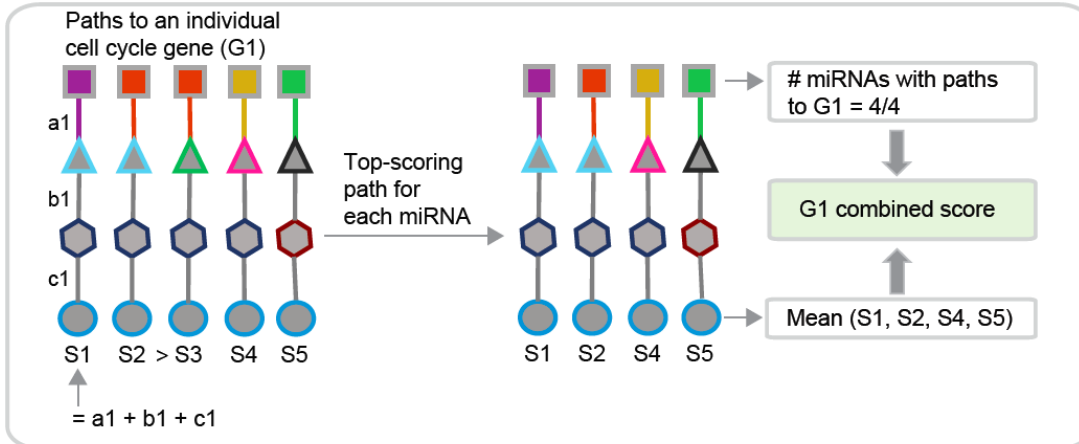 Paths to an individual
cell cycle gene (G1)
a1
b1
c1
S1 S2 > S3 S4 S5
= a1 + b1 + c1
Top-scoring
path for
each miRNA
S1 S2 S4 S5
# miRNAs with paths
to G1 = 4/4
G1 combined score
Mean (S1, S2, S4, S5)